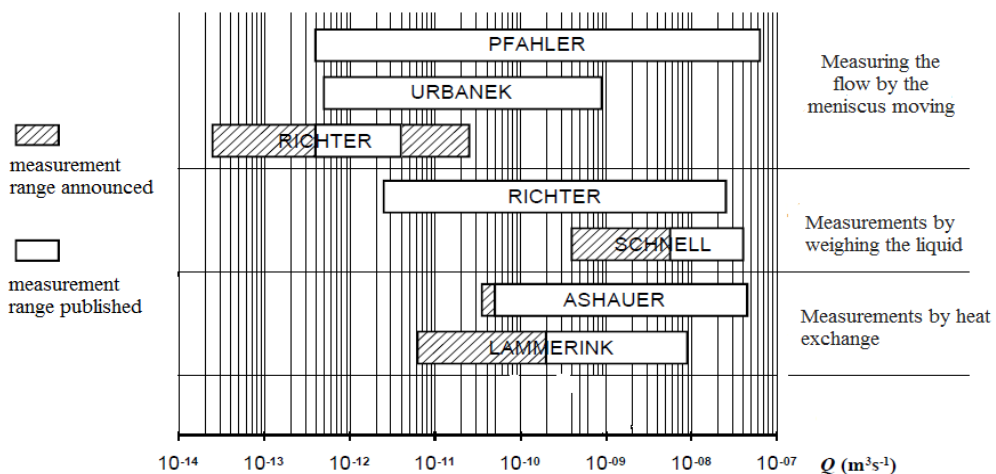 PFAHLER
URBANEK
RICHTER
Measuring the
flow by the
meniscus moving
measurement
range announced
RICHTER
SCHNELL
Measurements by
weighing the liquid
measurement
range published
ASHAUER
LAMMERINK
Measurements by heat
exchange
10-14 10-13 10-12 10-11 10-10 10-09 10-08 10-07 Q (m³s-¹)